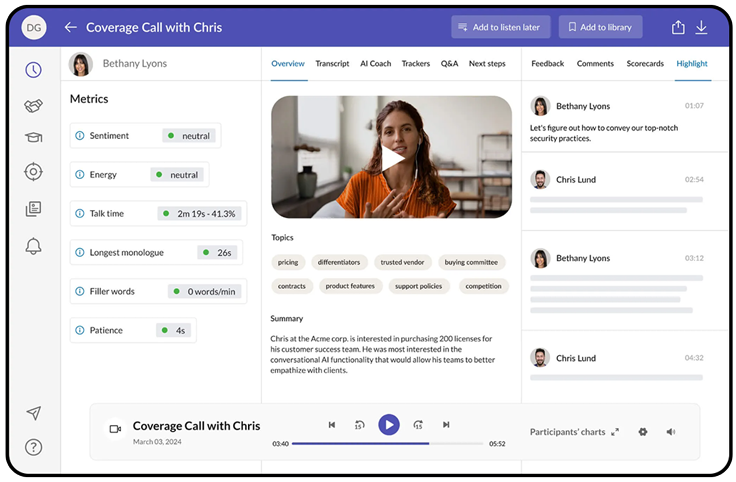 DG
Coverage Call with Chris
Add to listen later
Add to library
Bethany Lyons
Metrics
Sentiment
neutral
Energy
neutral
Talk time
2m 19s - 41.3%
Longest monologue
26s
Filler words
0 words/min
Patience
4s
Overview Transcript AI Coach Trackers Q&A Next steps
Topics
pricing differentiators trusted vendor buying committee
contracts product features support policies competition
Summary
Chris at the Acme corp. is interested in purchasing 200 licenses for
his customer success team. He was most interested in the
conversational AI functionality that would allow his teams to better
empathize with clients.
Feedback Comments Scorecards Highlight
Bethany Lyons 01:07
Let's figure out how to convey our top-notch
security practices.
Chris Lund 02:54
Bethany Lyons 03:12
Chris Lund 04:32
Coverage Call with Chris
March 03, 2024
15
15
03:40
05:52
Participants' charts